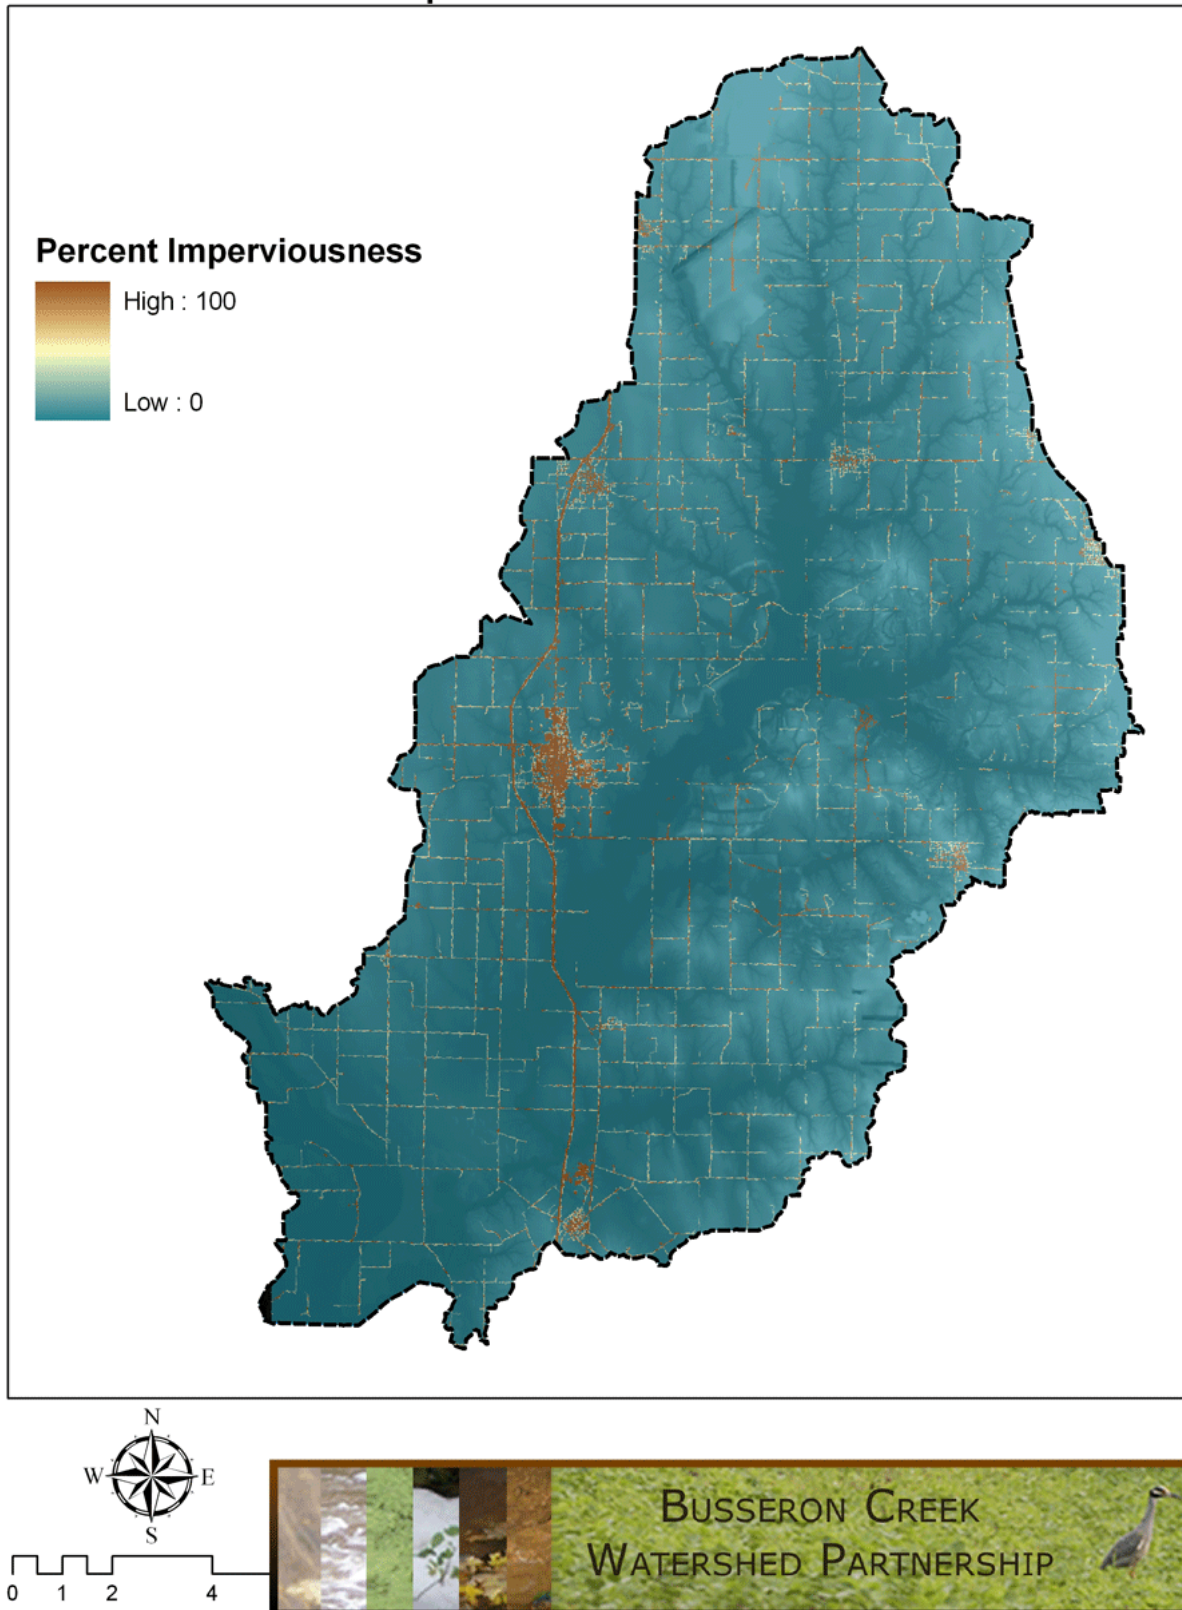 Percent Imperviousness
High : 100
Low : 0
N
W E
S
0 1 2 4
BUSSERON CREEK
WATERSHED PARTNERSHIP